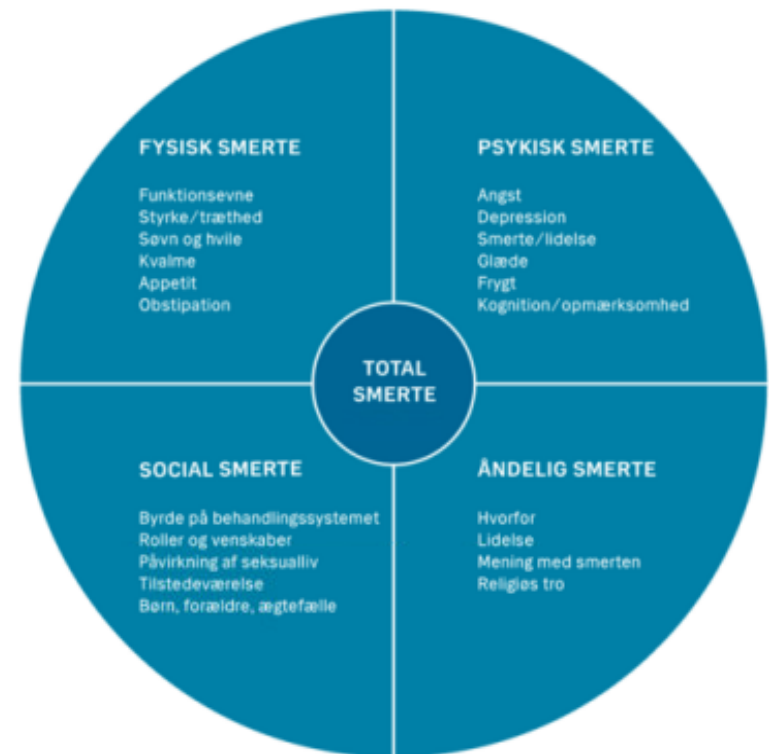 FYSISK SMERTE
Funktionsevne
Styrke/træthed
Søvn og hvile
Kvalme
Appetit
Obstipation
PSYKISK SMERTE
Angst
Depression
Smerte/lidelse
Glæde
Frygt
Kognition/opmærksomhed
TOTAL
SMERTE
SOCIAL SMERTE
Byrde på behandlingssystemet
Roller og venskaber
Påvirkning af seksualliv
Tilstedeværelse
Børn, forældre, ægtefælle
ÅNDELIG SMERTE
Hvorfor
Lidelse
Mening med smerten
Religiøs tro